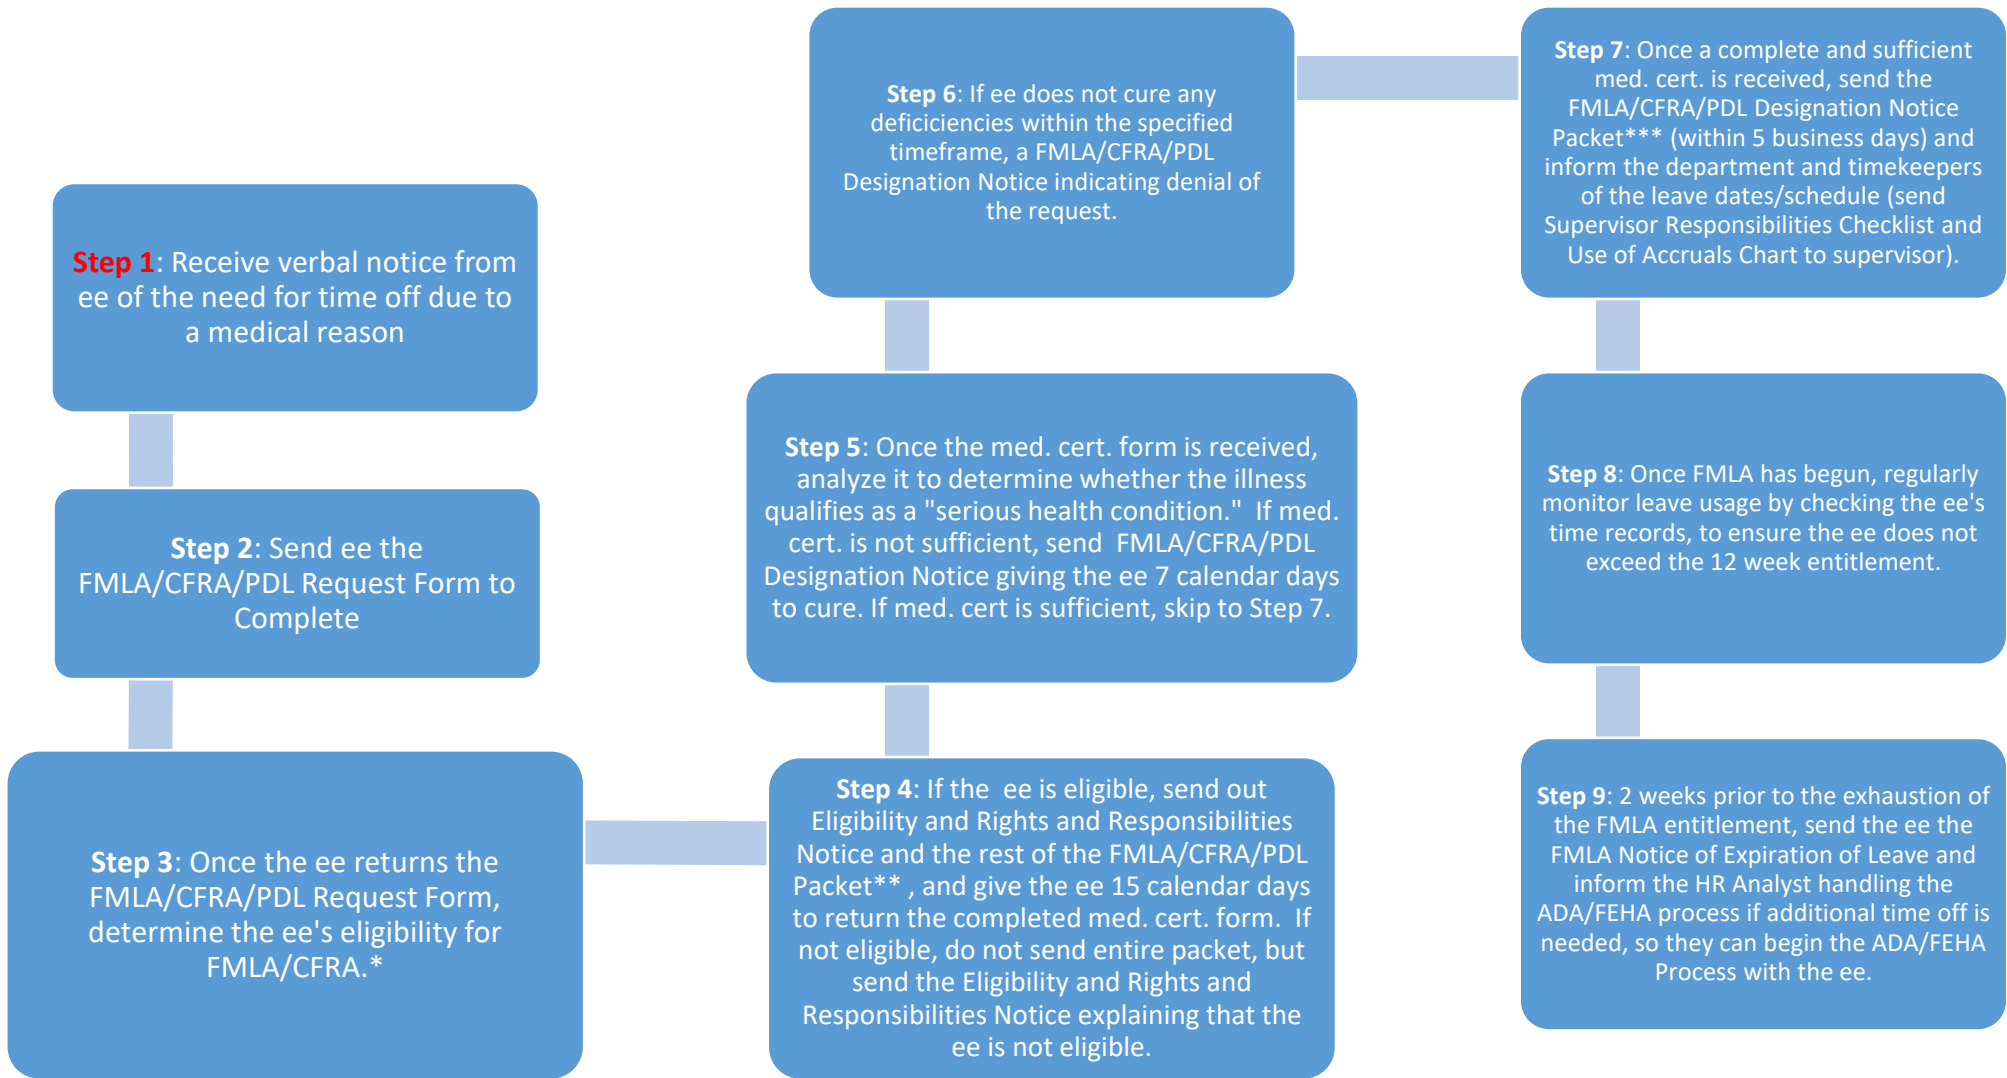 Step 1: Receive verbal notice from
ee of the need for time off due to
a medical reason
Step 2: Send ee the
FMLA/CFRA/PDL Request Form to
Complete
Step 3: Once the ee returns the
FMLA/CFRA/PDL Request Form,
determine the ee's eligibility for
FMLA/CFRA.*
Step 4: If the  ee is eligible, send out
Eligibility and Rights and Responsibilities
Notice and the rest of the FMLA/CFRA/PDL
Packet** , and give the ee 15 calendar days
to return the completed med. cert. form.  If
not eligible, do not send entire packet, but
send the Eligibility and Rights and
Responsibilities Notice explaining that the
ee is not eligible.
Step 5: Once the med. cert. form is received,
analyze it to determine whether the illness
qualifies as a "serious health condition."  If med.
cert. is not sufficient, send  FMLA/CFRA/PDL
Designation Notice giving the ee 7 calendar days
to cure. If med. cert is sufficient, skip to Step 7.
Step 6: If ee does not cure any
deficiciencies within the specified
timeframe, a FMLA/CFRA/PDL
Designation Notice indicating denial of
the request.
Step 7: Once a complete and sufficient
med. cert. is received, send the
FMLA/CFRA/PDL Designation Notice
Packet*** (within 5 business days) and
inform the department and timekeepers
of the leave dates/schedule (send
Supervisor Responsibilities Checklist and
Use of Accruals Chart to supervisor).
Step 8: Once FMLA has begun, regularly
monitor leave usage by checking the ee's
time records, to ensure the ee does not
exceed the 12 week entitlement.
Step 9: 2 weeks prior to the exhaustion of
the FMLA entitlement, send the ee the
FMLA Notice of Expiration of Leave and
inform the HR Analyst handling the
ADA/FEHA process if additional time off is
needed, so they can begin the ADA/FEHA
Process with the ee.